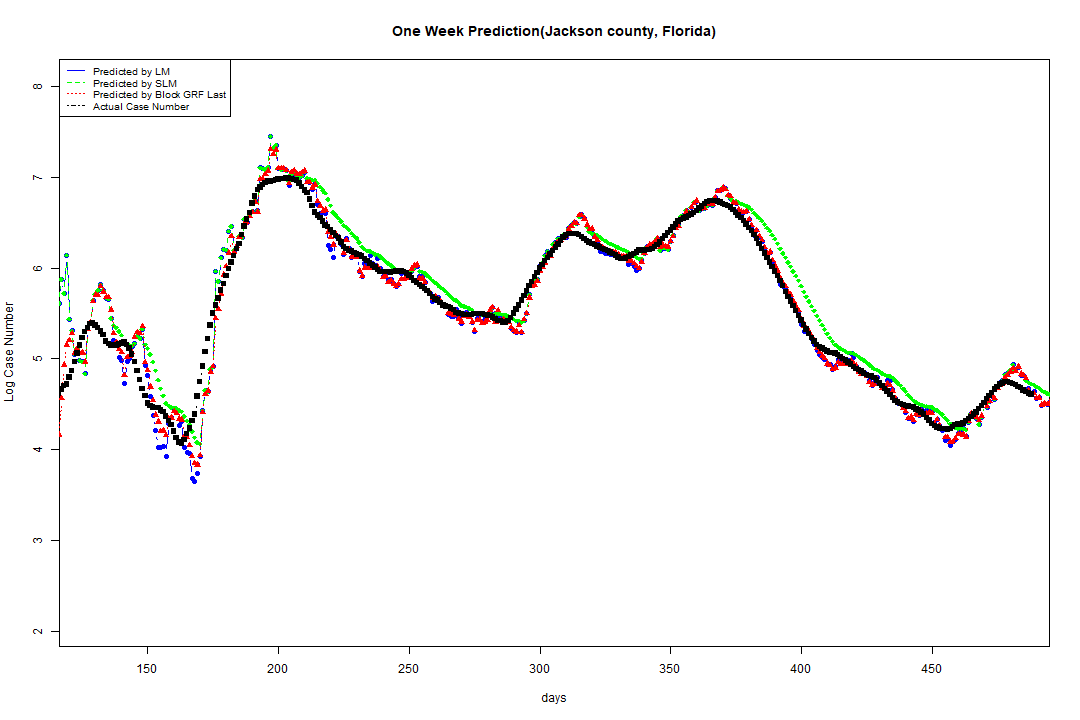 One Week Prediction(Jackson county, Florida)
Predicted by LM
Predicted by SLM
Predicted by Block GRF Last
Actual Case Number
8
7
6
5
4
3
2
Log Case Number
150 200 250 300 350 400 450
days